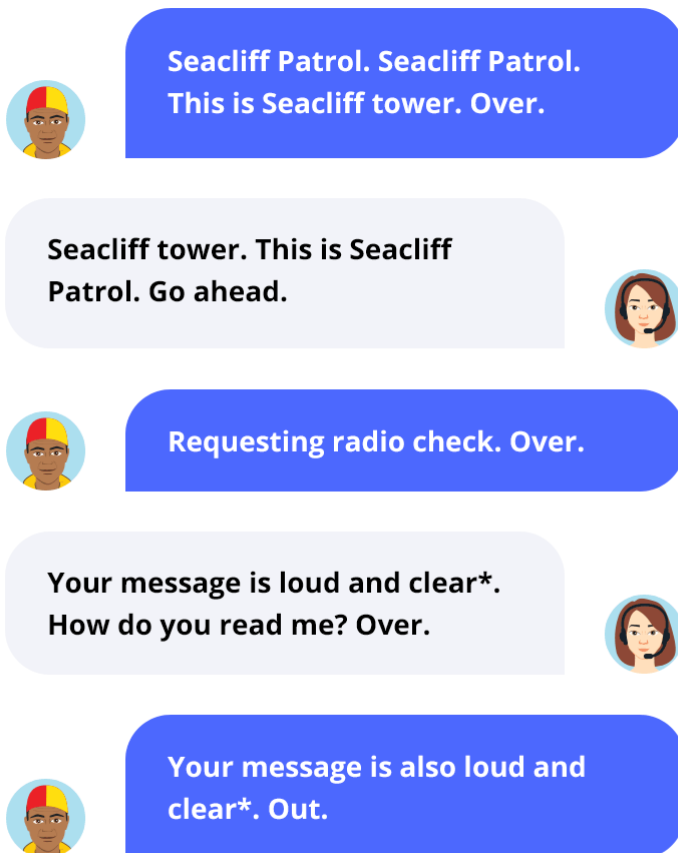 Seacliff Patrol. Seacliff Patrol.
This is Seacliff tower. Over.
Seacliff tower. This is Seacliff
Patrol. Go ahead.
Requesting radio check. Over.
Your message is loud and clear*.
How do you read me? Over.
Your message is also loud and
clear*. Out.